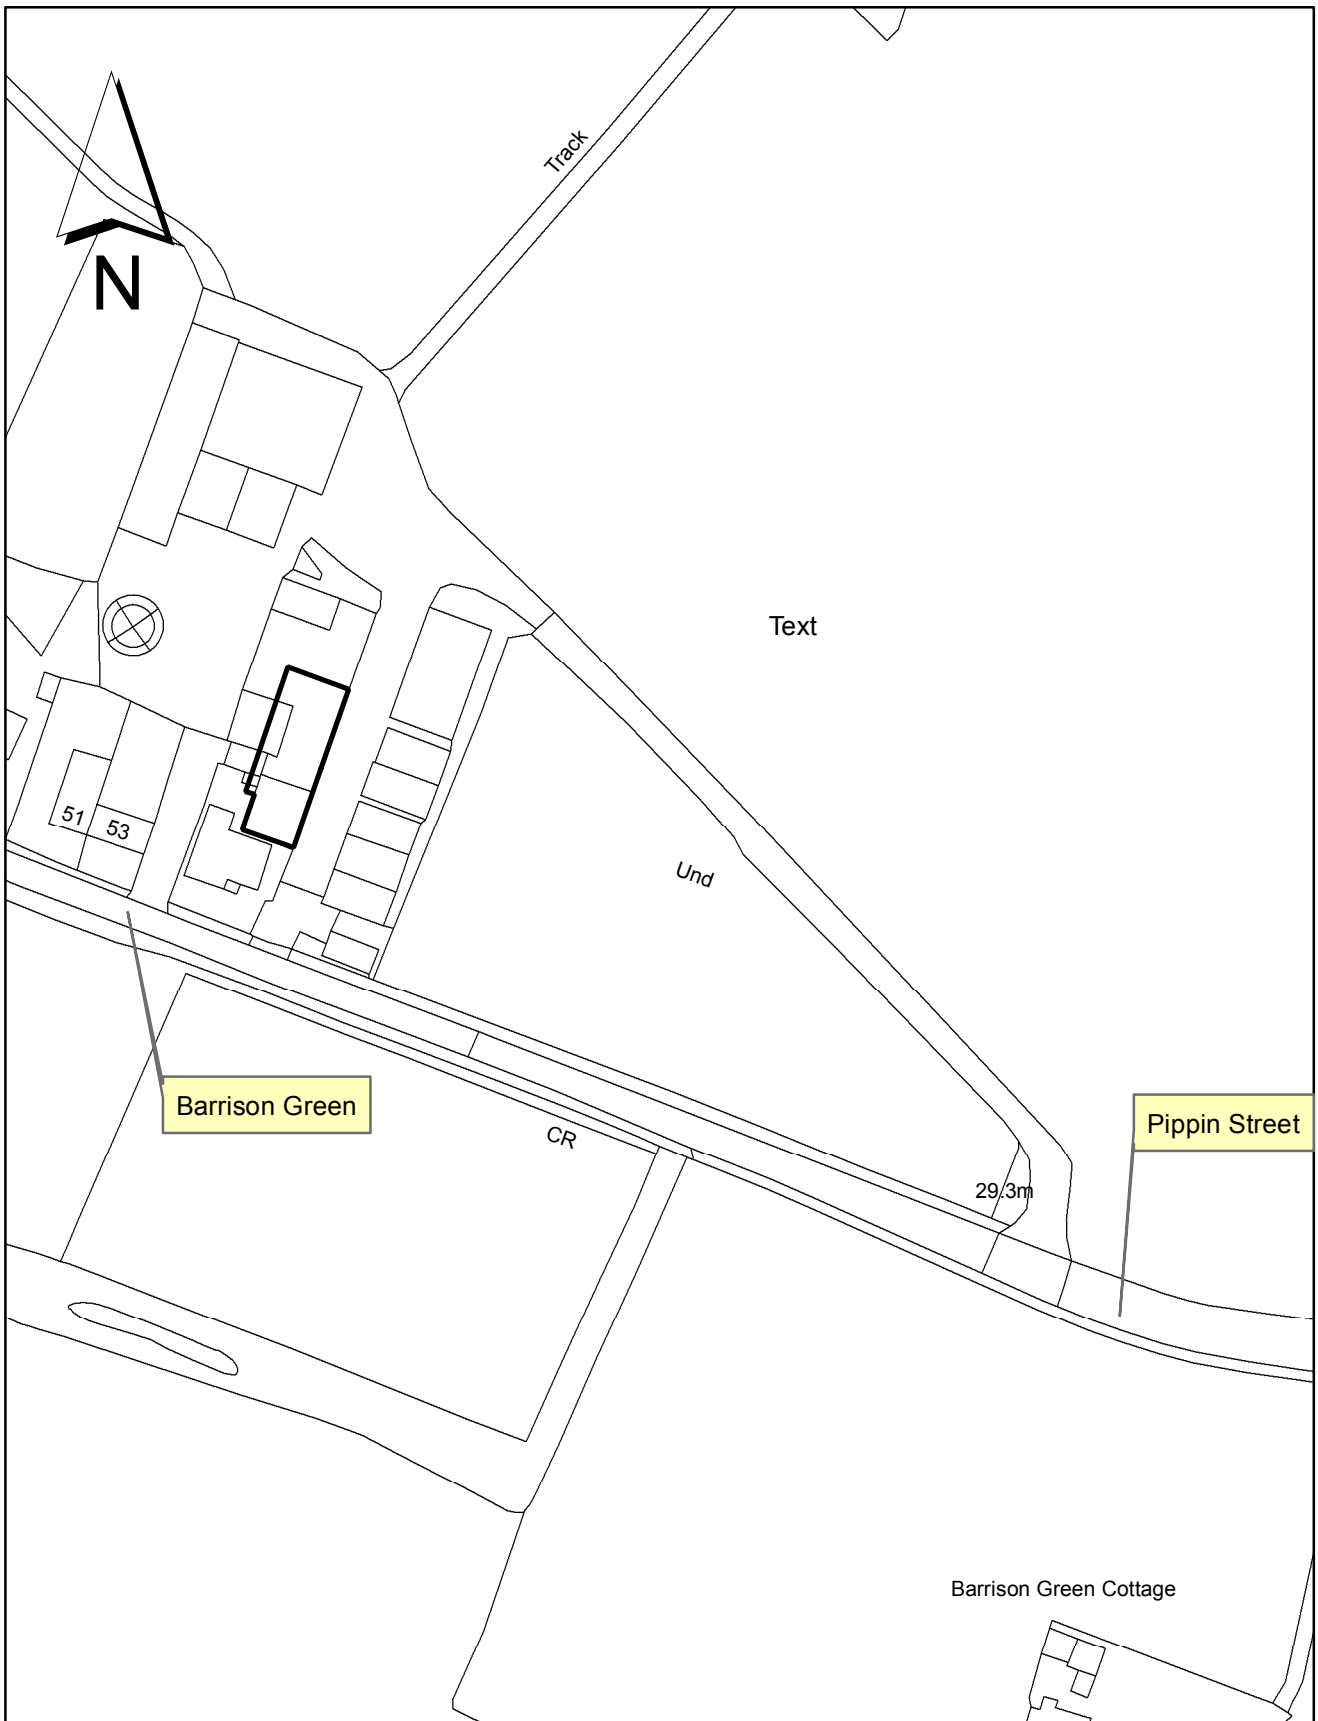 Track
N
Text
51
53
Und
Barrison Green
Pippin Street
CR
29.3m
Barrison Green Cottage